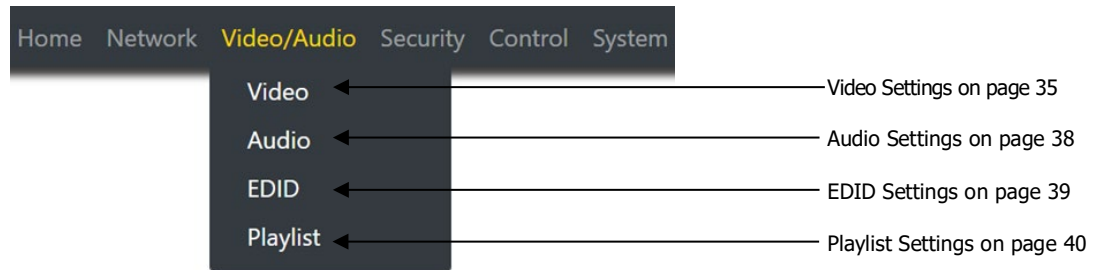 Home Network Video/Audio Security Control System
Video Video Settings on page 35
Audio Audio Settings on page 38
EDID EDID Settings on page 39
Playlist Playlist Settings on page 40